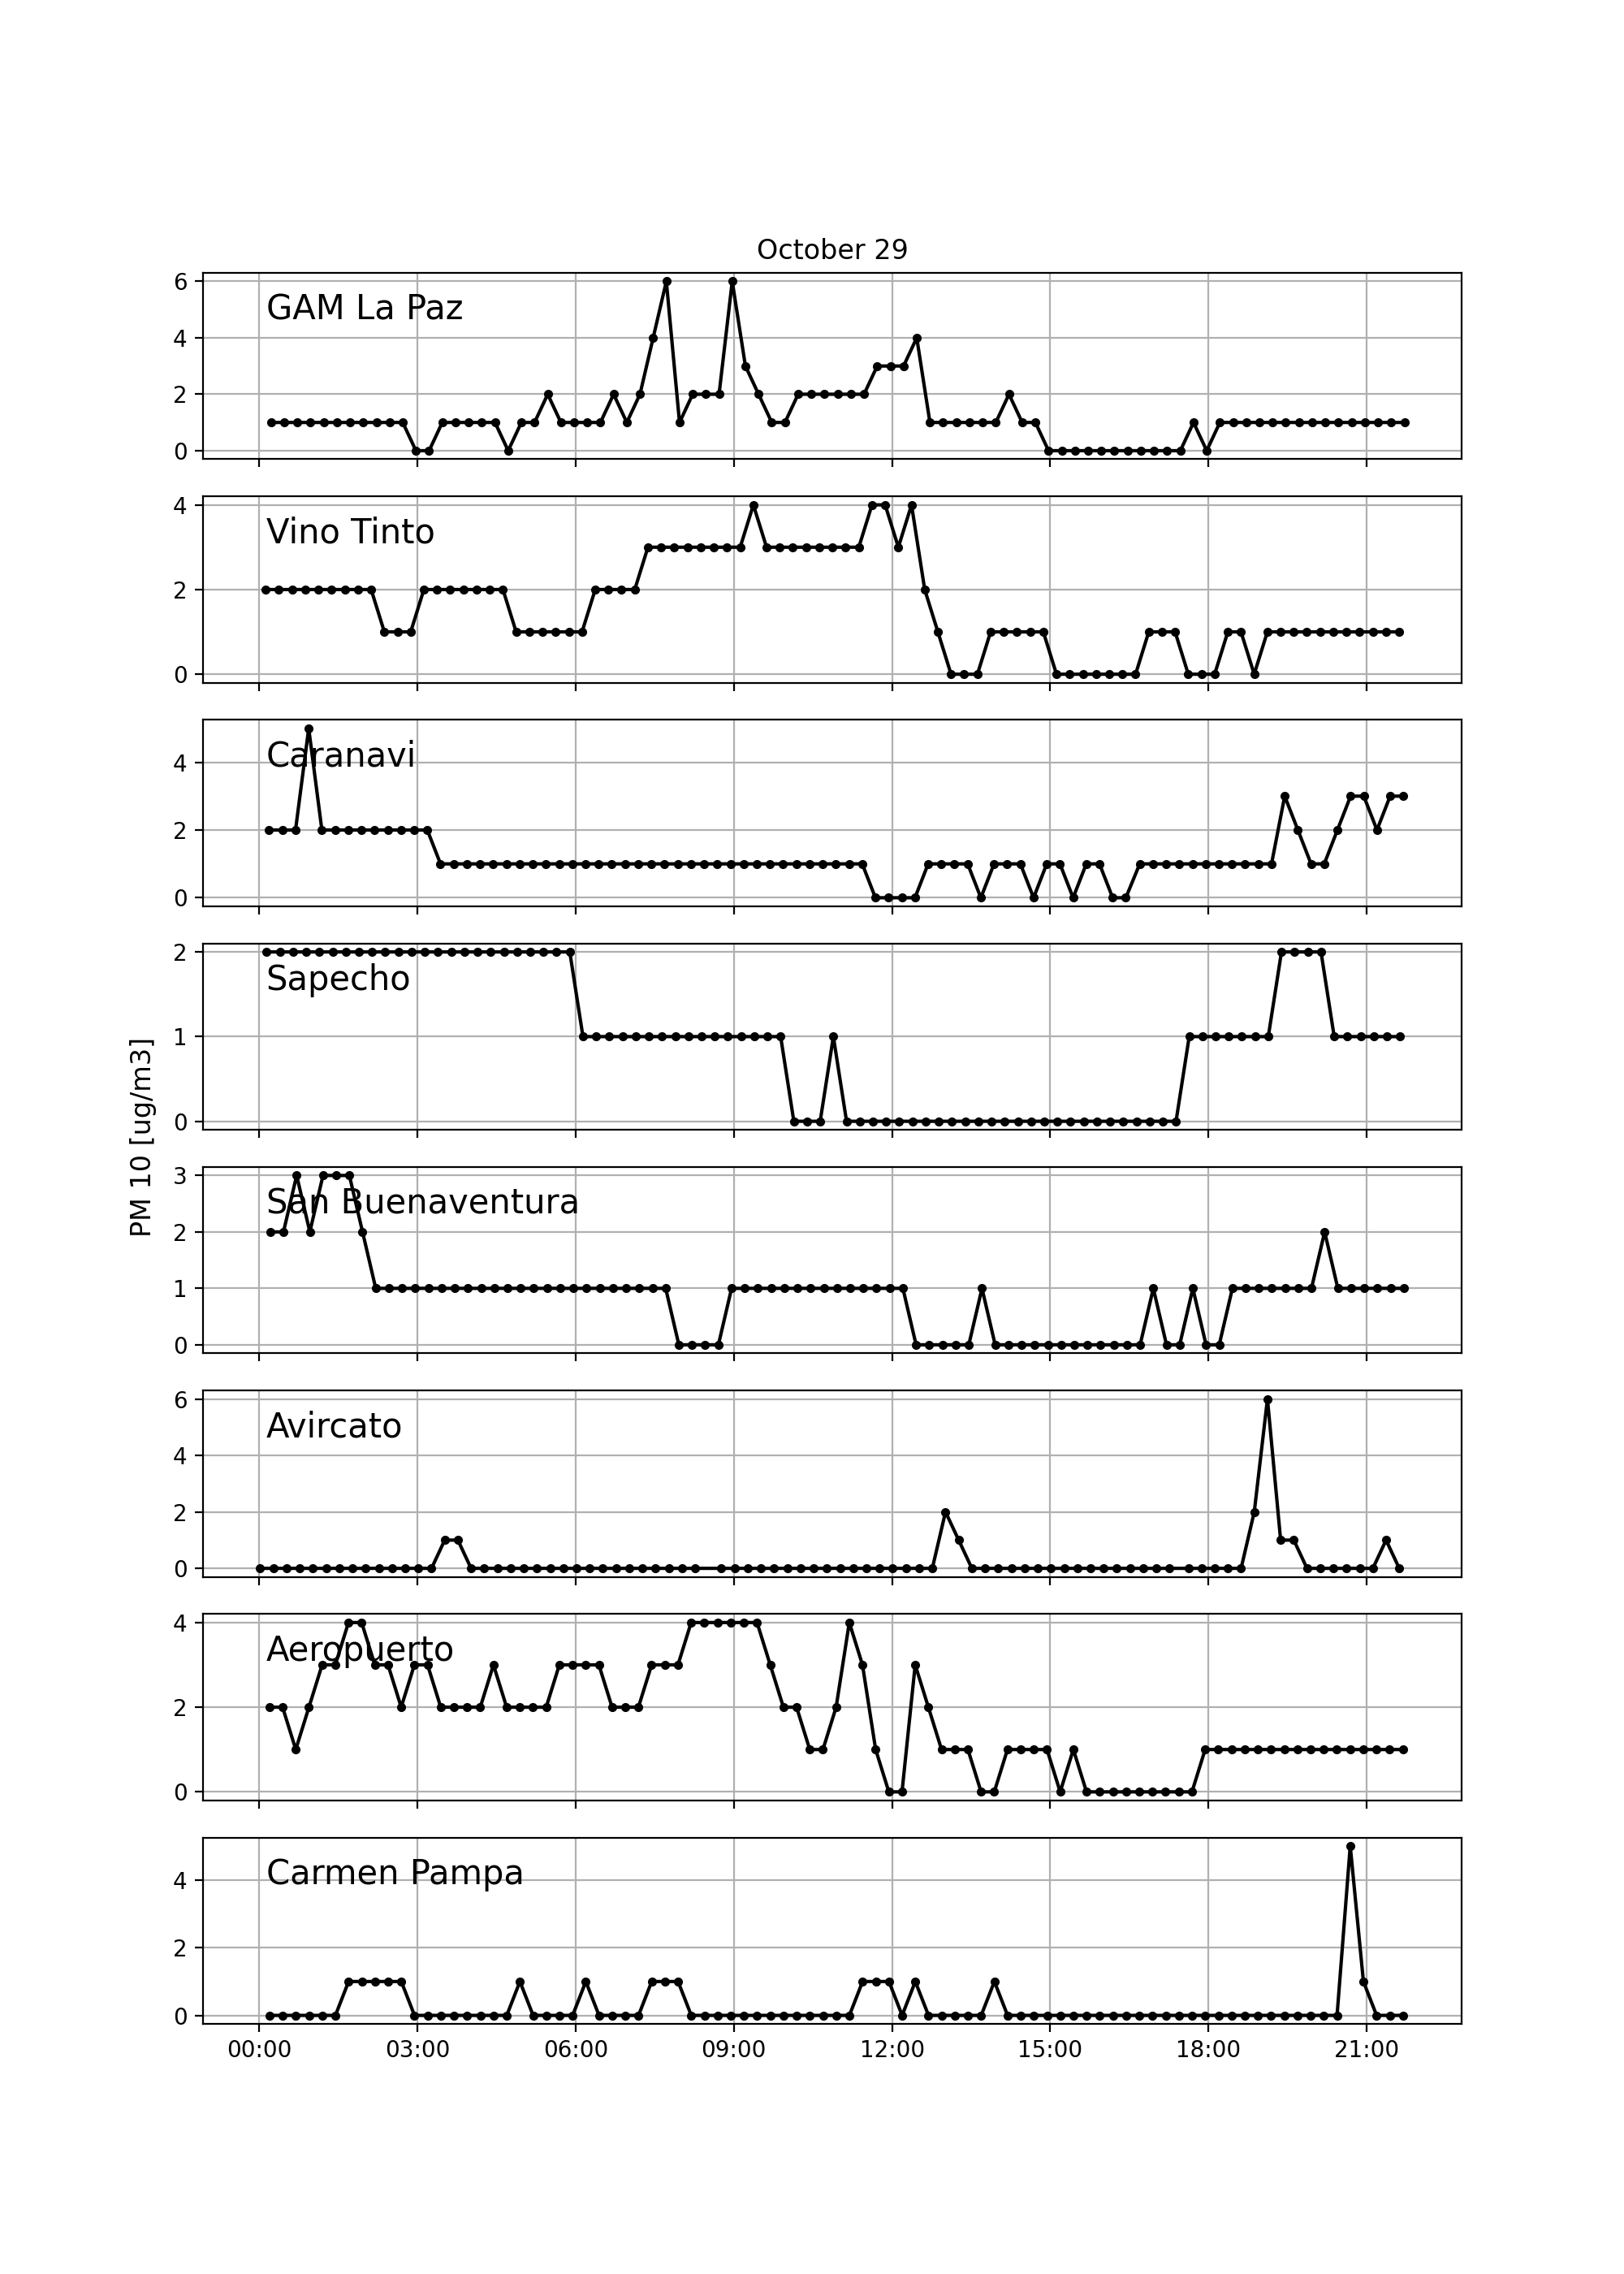 October 29
PM 10 [ug/m3]
GAM La Paz
6
4
2
0
Vino Tinto
4
2
0
Caranavi
4
2
0
Sapecho
2
1
0
San Buenaventura
3
2
1
0
Avircato
6
4
2
0
Aeropuerto
4
2
0
Carmen Pampa
4
2
0
00:00 03:00 06:00 09:00 12:00 15:00 18:00 21:00